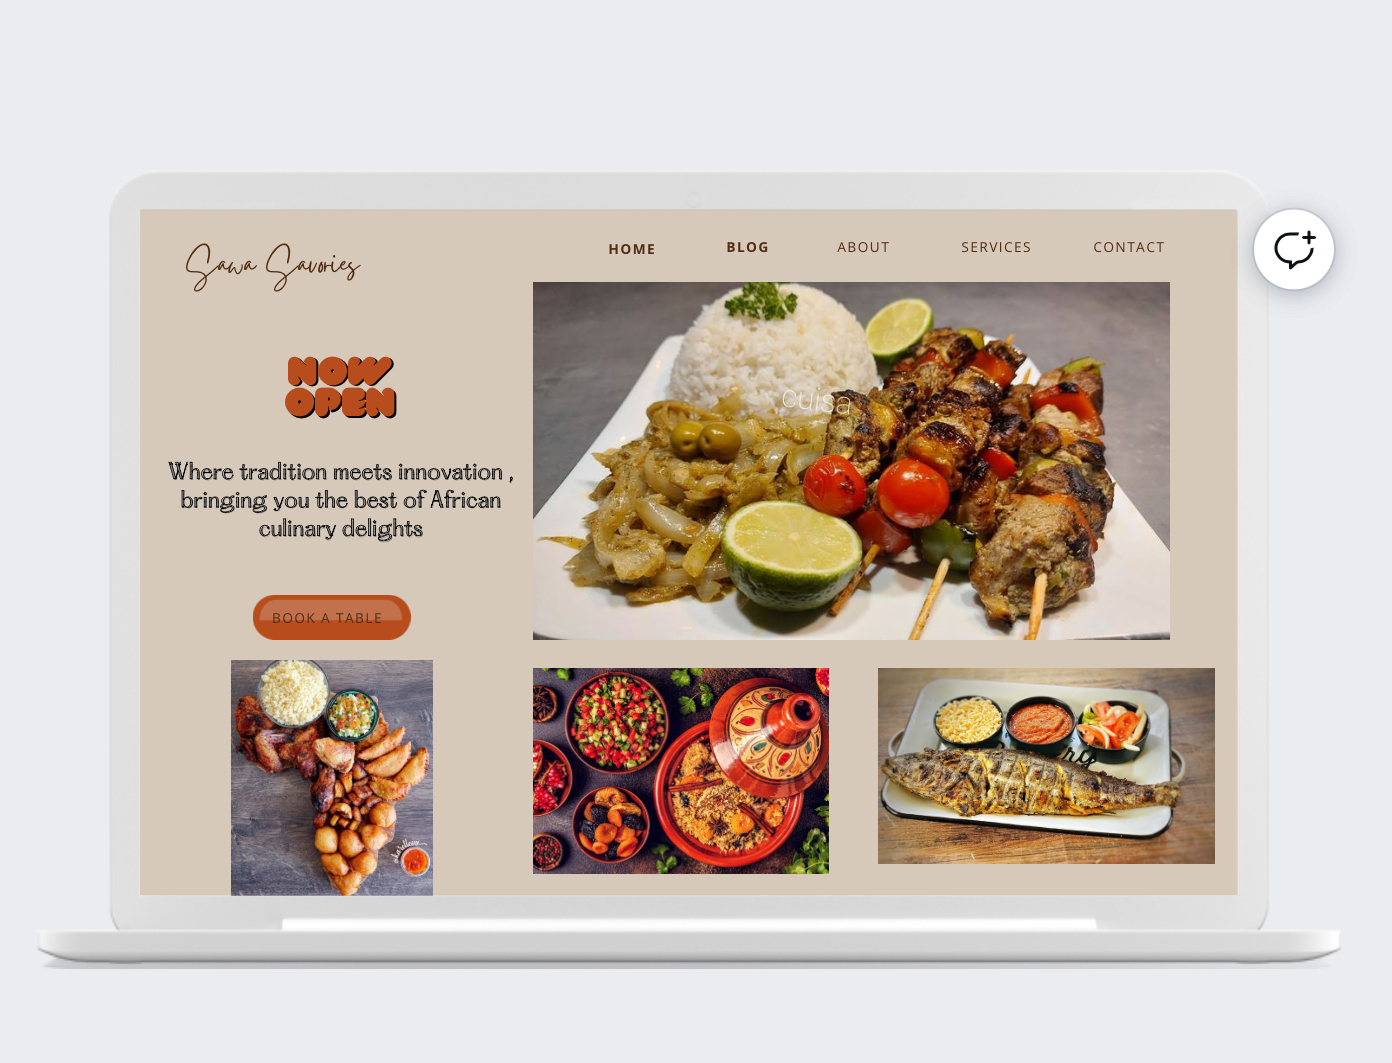 Sawa Savories
HOME BLOG ABOUT SERVICES CONTACT
NOW
OPEN
Where tradition meets innovation ,
bringing you the best of African
culinary delights
BOOK A TABLE
cuisa